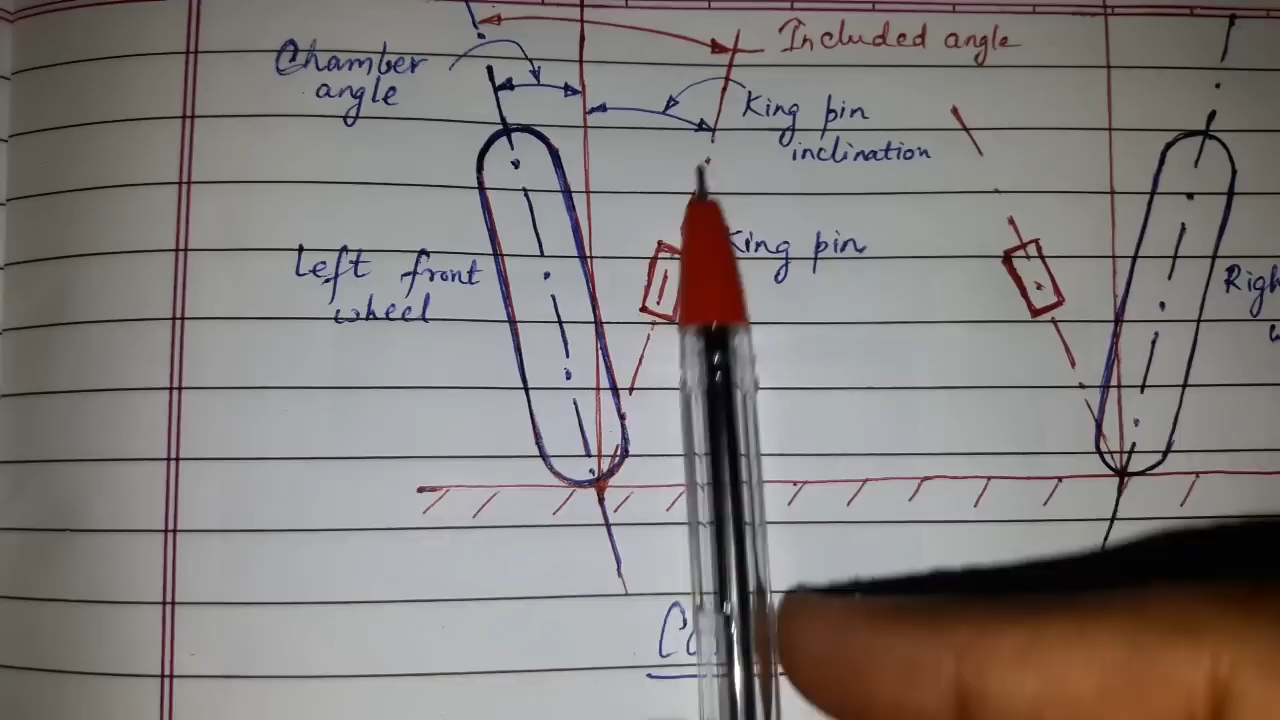 Included angle
Chamber
angle
King pin
inclination
King pin
Left front
wheel